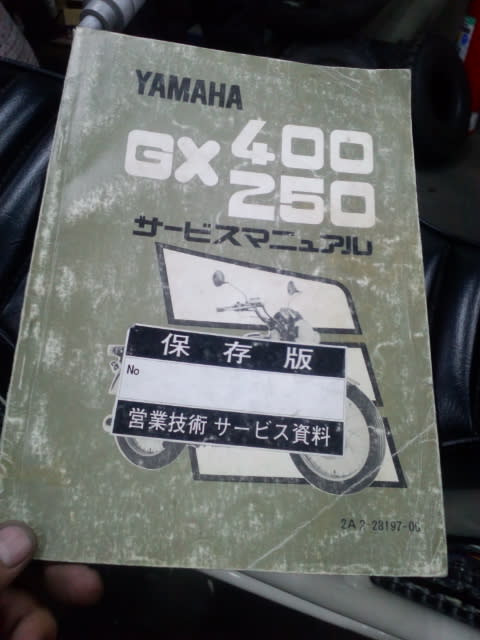 YAMAHA
GX 400
250
サービスマニュアル
保存版
No
営業技術 サービス資料